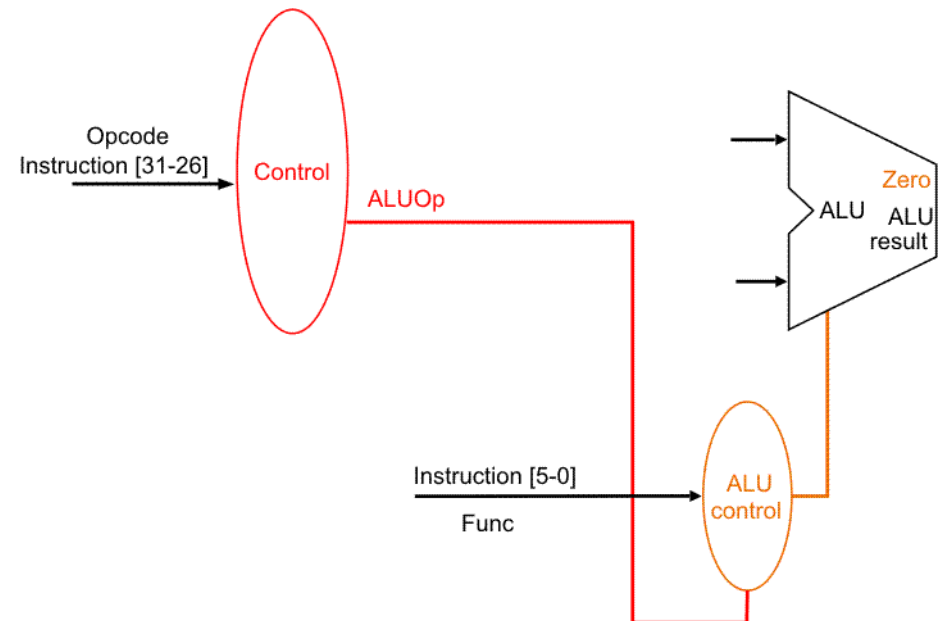 Opcode
Instruction [31-26]
Control
ALUOp
Zero
ALU
ALU
result
Instruction [5-0]
Func
ALU
control